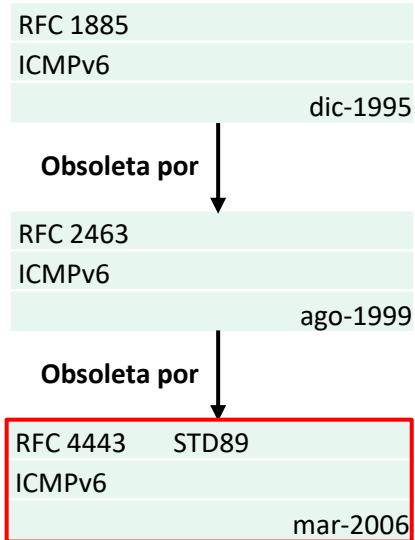 RFC 1885
ICMPv6
dic-1995
Obsoleta por
RFC 2463
ICMPv6
ago-1999
Obsoleta por
RFC 4443 STD89
ICMPv6
mar-2006